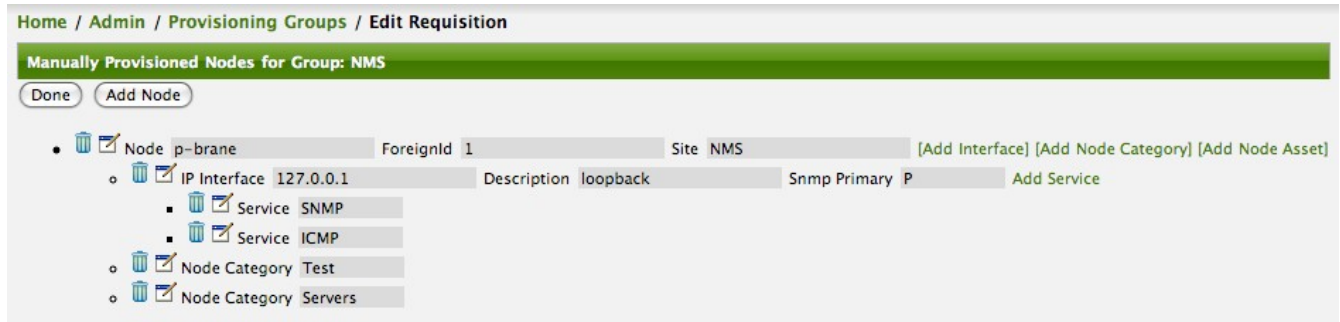 Home / Admin / Provisioning Groups / Edit Requisition
Manually Provisioned Nodes for Group: NMS
Done Add Node
Node p-brane ForeignId 1 Site NMS [Add Interface] [Add Node Category] [Add Node Asset]
IP Interface 127.0.0.1 Description loopback Snmp Primary P Add Service
Service SNMP
Service ICMP
Node Category Test
Node Category Servers